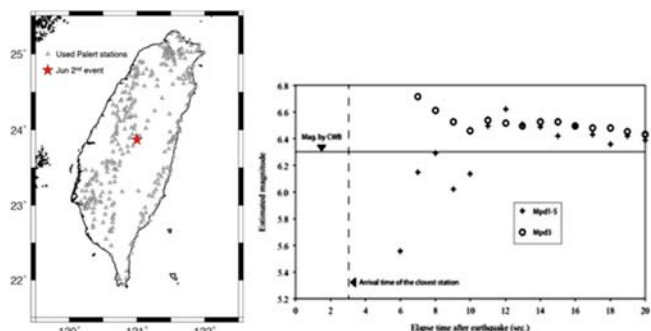 25°
24°
23°
22°
Used Palert stations
Jun 2nd event
6.8
6.6
6.4
6.2
6.0
5.8
5.6
5.4
5.2
Estimated magnitude
Mag. by CWB
Mpd1-5
Mpd3
Arrival time of the closest station
0 2 4 6 8 10 12 14 16 18 20
Elapse time after earthquake (sec.)